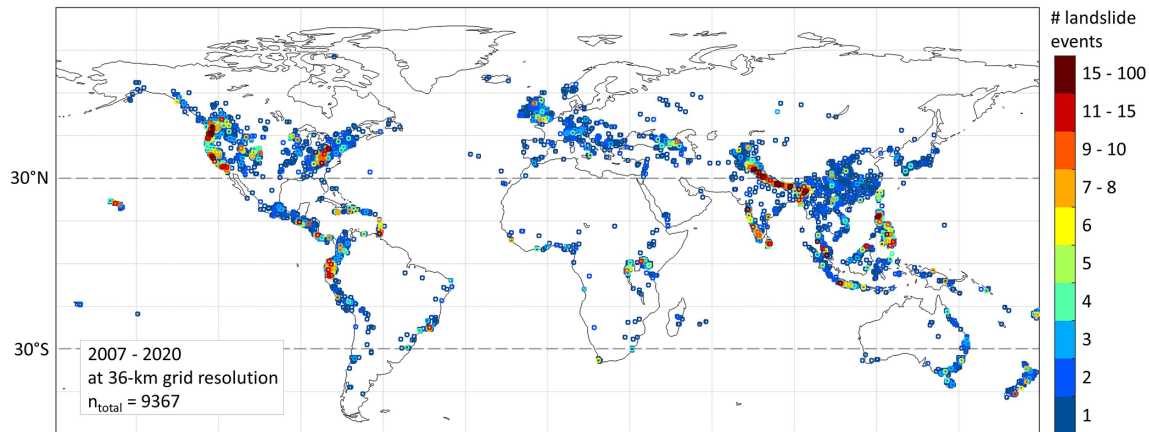 # landslide
events
15 - 100
11 - 15
9 - 10
7 - 8
6
5
4
3
2
1
30°N
30°S
2007 - 2020
at 36-km grid resolution
ntotal = 9367